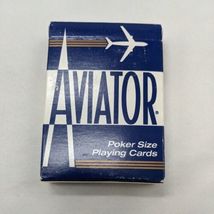 AVIATOR®
Poker Size
Playing Cards